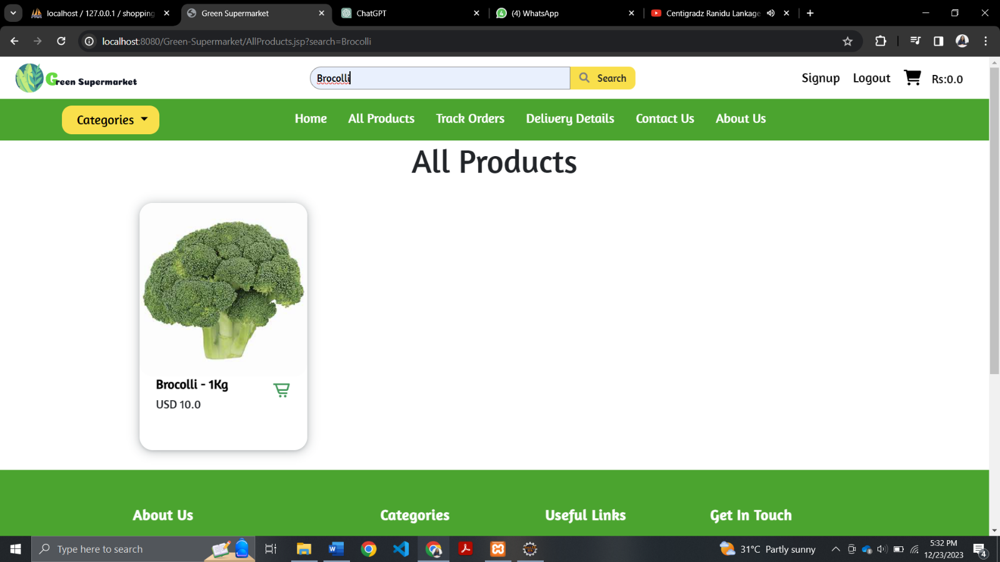 localhost / 127.0.0.1 / shopping
Green Supermarket
ChatGPT
(4) WhatsApp
Centigradz Ranidu Lankage
localhost:8080/Green-Supermarket/AllProducts.jsp?search=Brocolli
Green Supermarket
Brocolli
Search
Signup
Logout
Rs:0.0
Categories
Home
All Products
Track Orders
Delivery Details
Contact Us
About Us
All Products
Brocolli - 1Kg
USD 10.0
About Us
Categories
Useful Links
Get In Touch
Type here to search
31°C Partly sunny
5:32 PM
12/23/2023
4